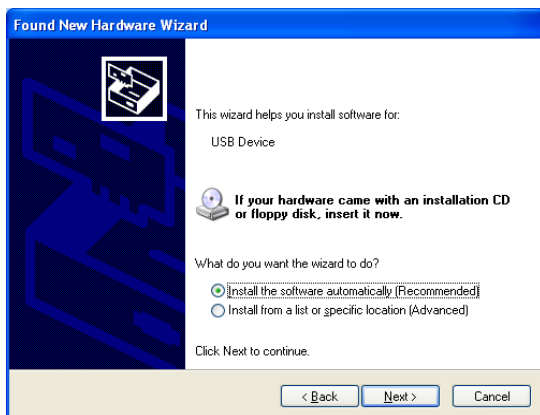 Found New Hardware Wizard
This wizard helps you install software for:
USB Device
If your hardware came with an installation CD
or floppy disk, insert it now.
What do you want the wizard to do?
Install the software automatically (Recommended)
Install from a list or specific location (Advanced)
Click Next to continue.
< Back Next > Cancel